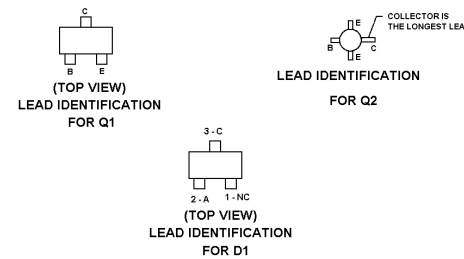 C
B E
(TOP VIEW)
LEAD IDENTIFICATION
FOR Q1
E
COLLECTOR IS
THE LONGEST LEA
B C
E
LEAD IDENTIFICATION
FOR Q2
3 - C
2 - A 1 - NC
(TOP VIEW)
LEAD IDENTIFICATION
FOR D1